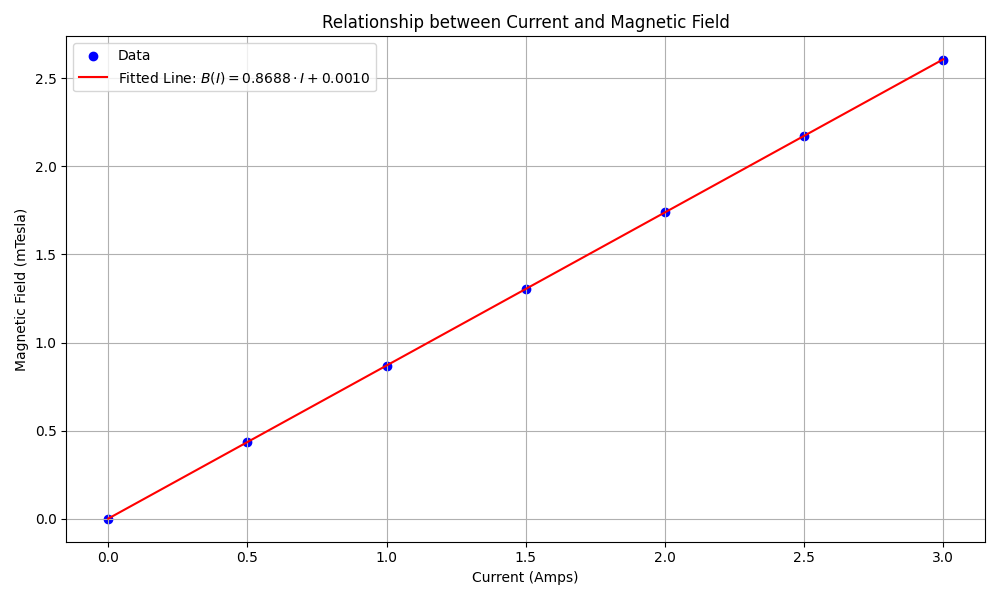 Relationship between Current and Magnetic Field
Data
Fitted Line: B(I) = 0.8688 · I + 0.0010
Magnetic Field (mTesla)
2.5
2.0
1.5
1.0
0.5
0.0
0.0 0.5 1.0 1.5 2.0 2.5 3.0
Current (Amps)